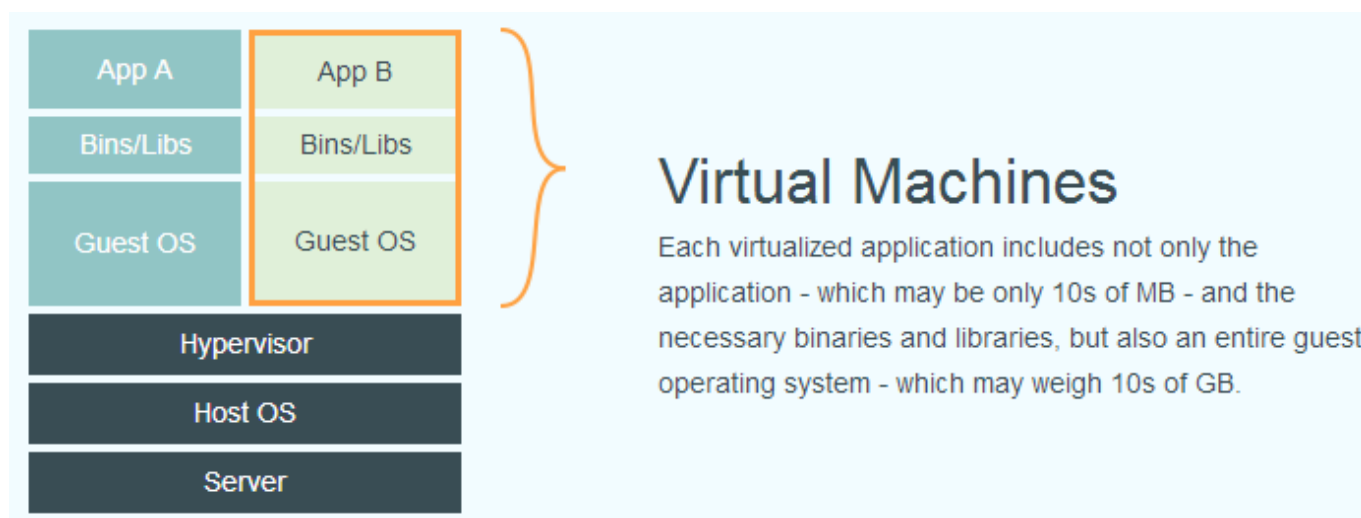 App A
App B
Bins/Libs
Bins/Libs
Guest OS
Guest OS
Hypervisor
Host OS
Server
Virtual Machines
Each virtualized application includes not only the
application - which may be only 10s of MB - and the
necessary binaries and libraries, but also an entire guest
operating system - which may weigh 10s of GB.